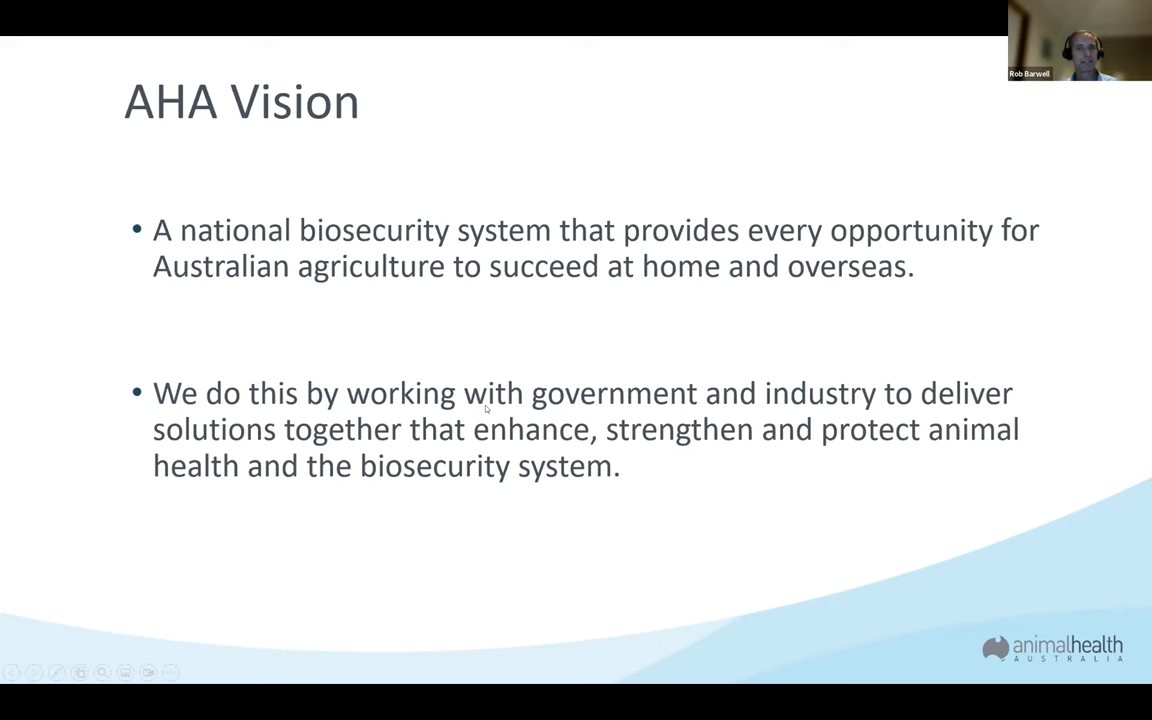 Rob Barwell
AHA Vision
• A national biosecurity system that provides every opportunity for
Australian agriculture to succeed at home and overseas.
• We do this by working with government and industry to deliver
solutions together that enhance, strengthen and protect animal
health and the biosecurity system.
animalhealth
AUSTRALIA